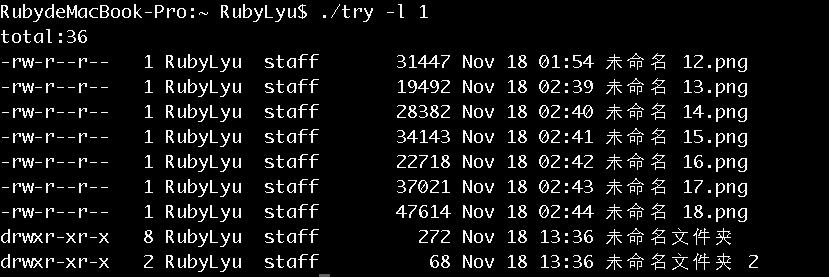 RubydeMacBook-Pro:~ RubyLyu$ ./try -l 1
total:36
-rw-r--r-- 1 RubyLyu staff 31447 Nov 18 01:54 未命名 12.png
-rw-r--r-- 1 RubyLyu staff 19492 Nov 18 02:39 未命名 13.png
-rw-r--r-- 1 RubyLyu staff 28382 Nov 18 02:40 未命名 14.png
-rw-r--r-- 1 RubyLyu staff 34143 Nov 18 02:41 未命名 15.png
-rw-r--r-- 1 RubyLyu staff 22718 Nov 18 02:42 未命名 16.png
-rw-r--r-- 1 RubyLyu staff 37021 Nov 18 02:43 未命名 17.png
-rw-r--r-- 1 RubyLyu staff 47614 Nov 18 02:44 未命名 18.png
drwxr-xr-x 8 RubyLyu staff 272 Nov 18 13:36 未命名文件夹
drwxr-xr-x 2 RubyLyu staff 68 Nov 18 13:36 未命名文件夹 2